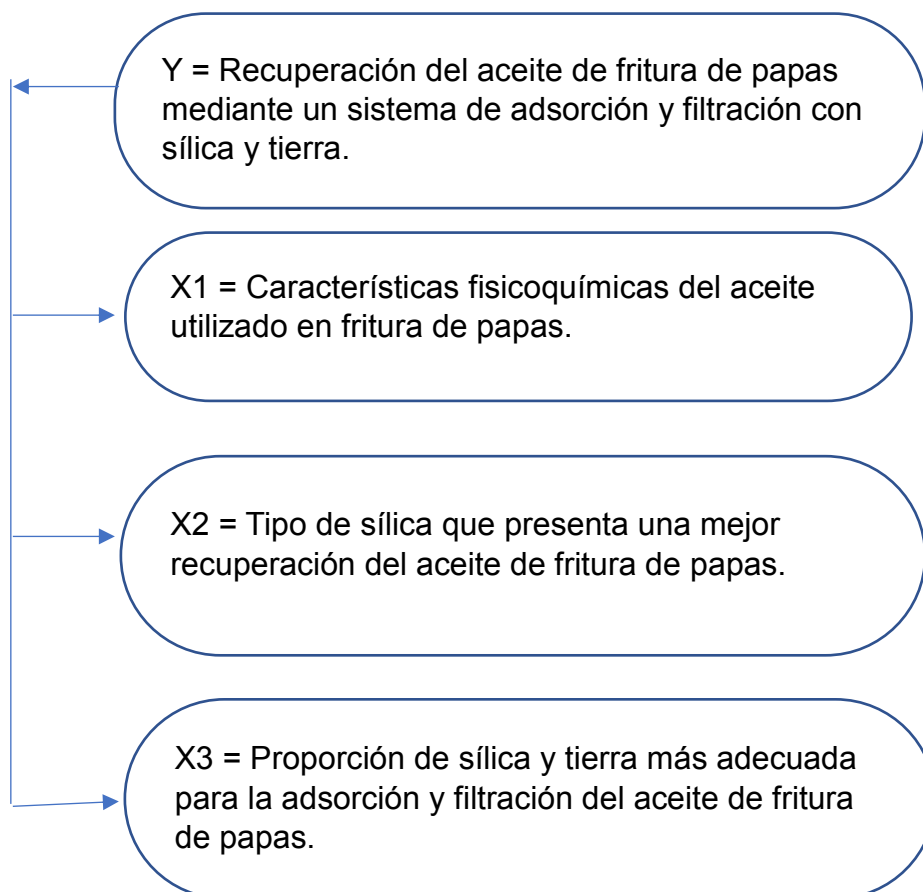 Y = Recuperación del aceite de fritura de papas
mediante un sistema de adsorción y filtración con
sílica y tierra.
X1 = Características fisicoquímicas del aceite
utilizado en fritura de papas.
X2 = Tipo de sílica que presenta una mejor
recuperación del aceite de fritura de papas.
X3 = Proporción de sílica y tierra más adecuada
para la adsorción y filtración del aceite de fritura
de papas.